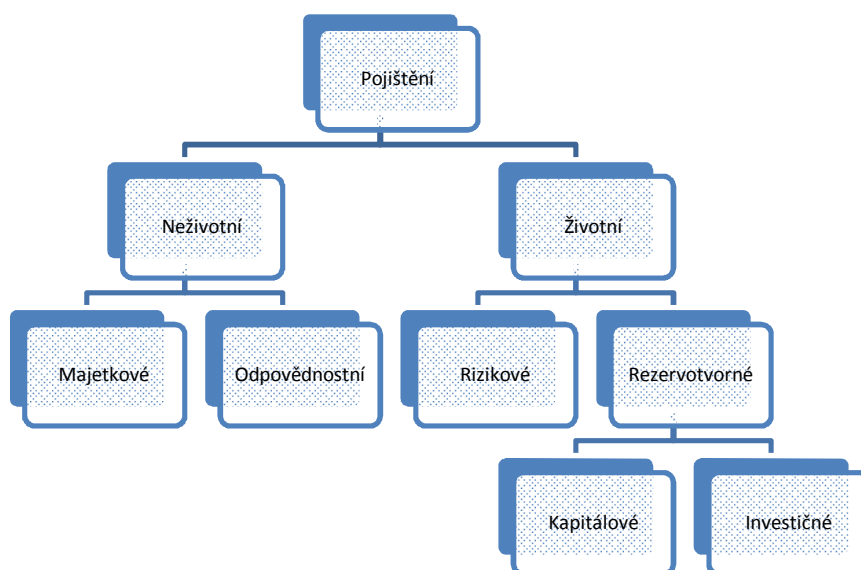 Pojištění
Neživotní
Životní
Majetkové
Odpovědnostní
Rizikové
Rezervotvorné
Kapitálové
Investičné